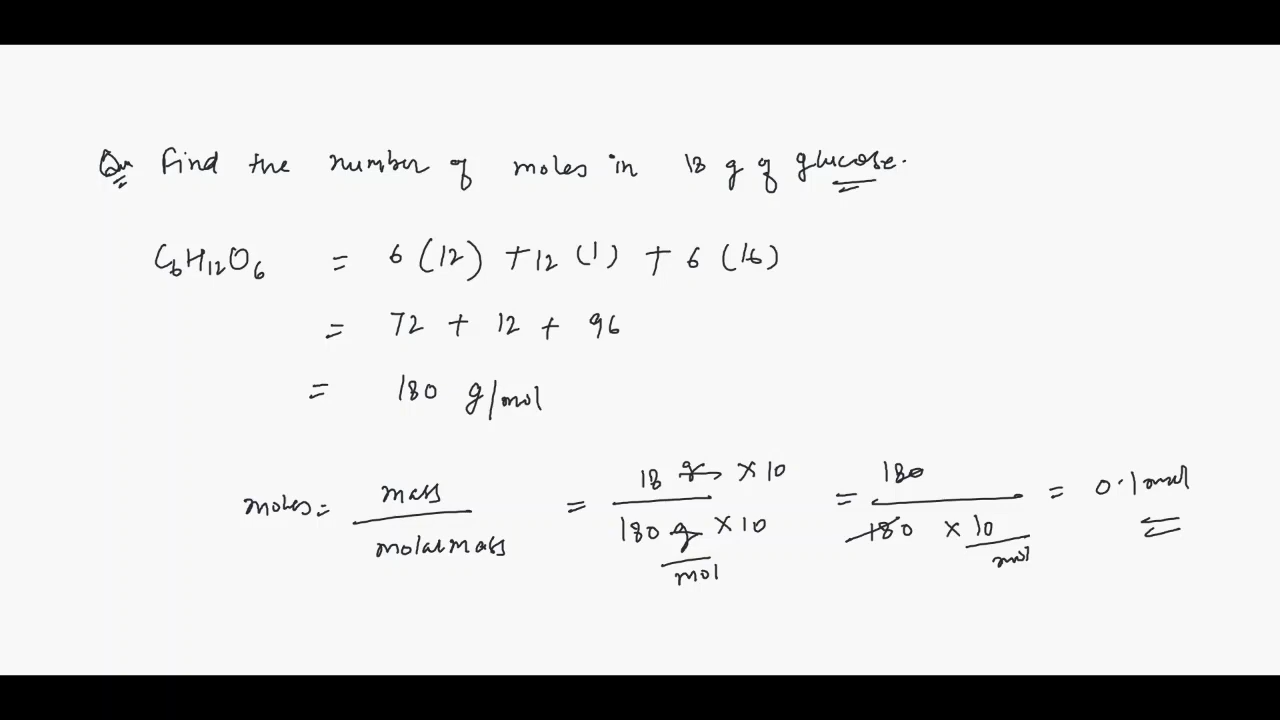 Qn Find the number of moles in 18 g of glucose.
C6H12O6 = 6 (12) + 12 (1) + 6 (16)
= 72 + 12 + 96
= 180 g/mol
moles = mass / molar mass = 18 g × 10 / 180 g/mol × 10 = 180 / 180 × 10/mol = 0.1 mol